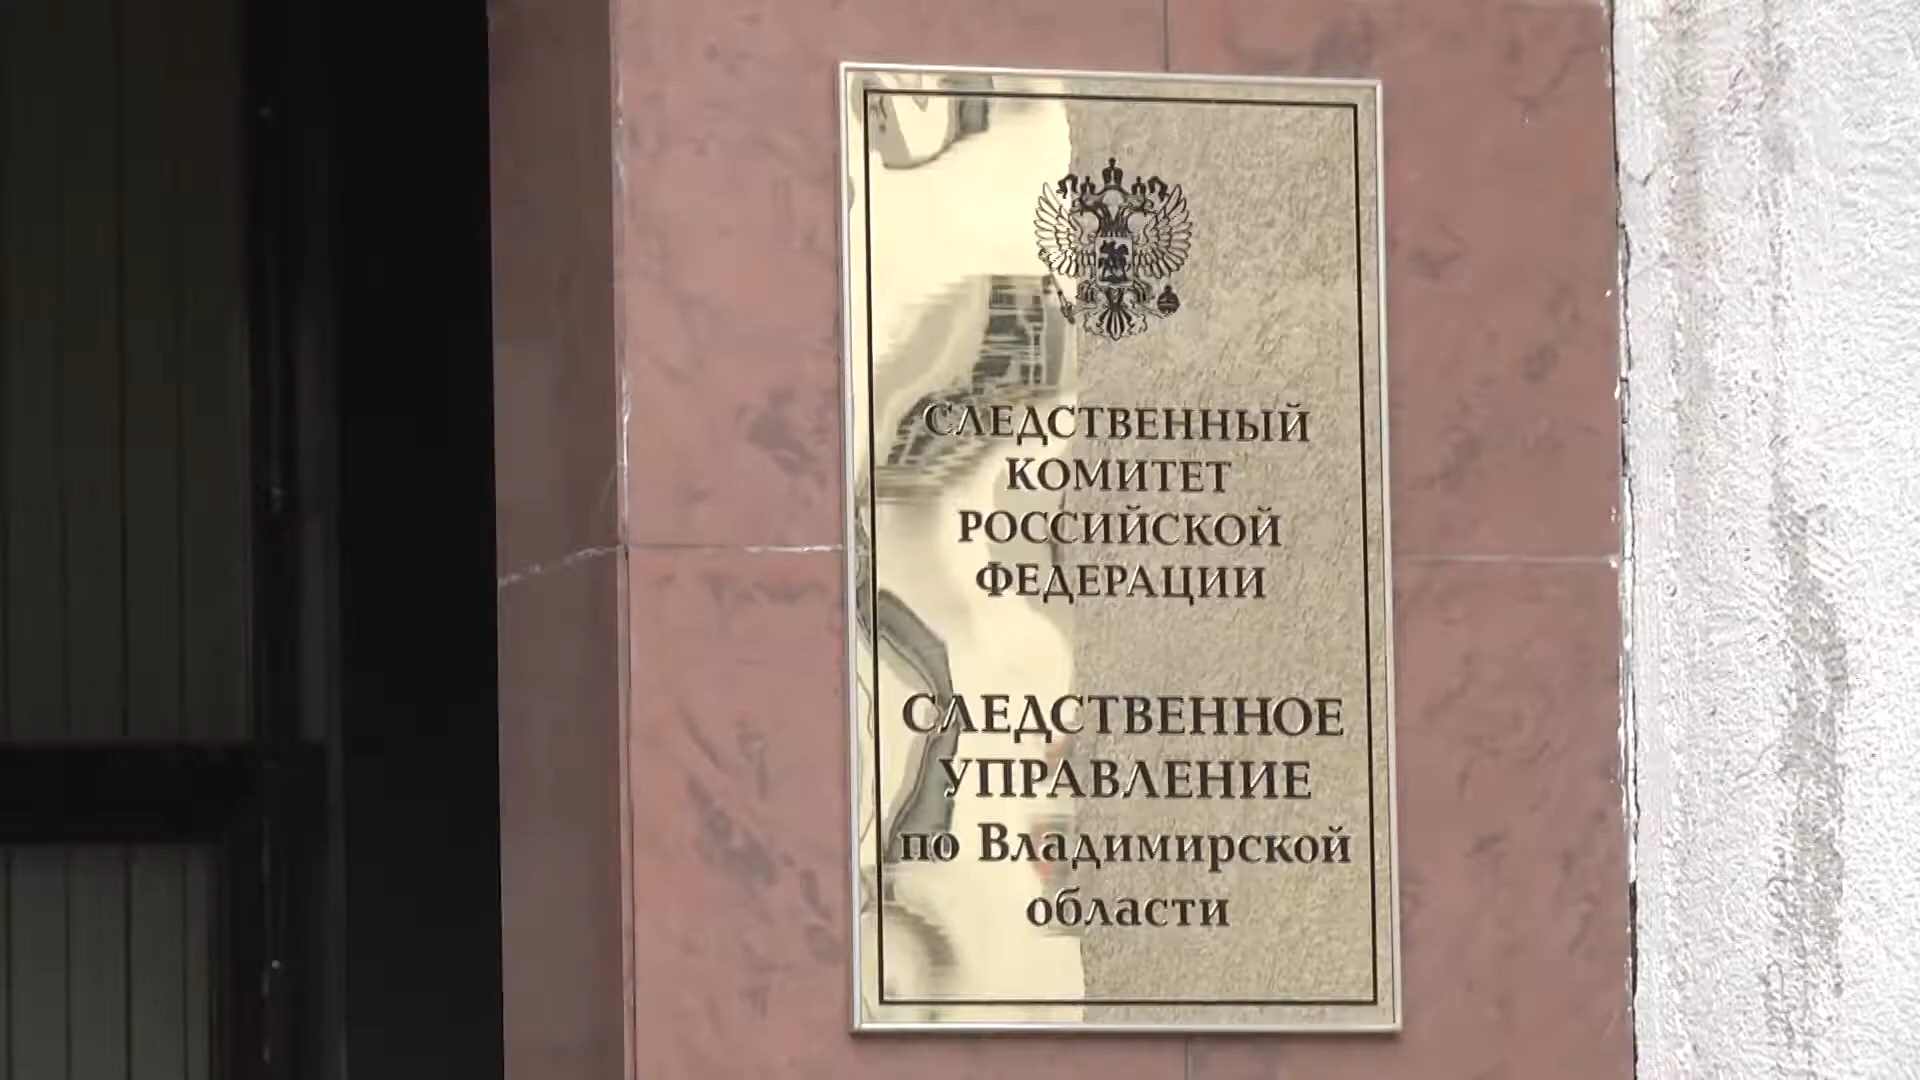 СЛЕДСТВЕННЫЙ
КОМИТЕТ
РОССИЙСКОЙ
ФЕДЕРАЦИИ
СЛЕДСТВЕННОЕ
УПРАВЛЕНИЕ
по Владимирской
области